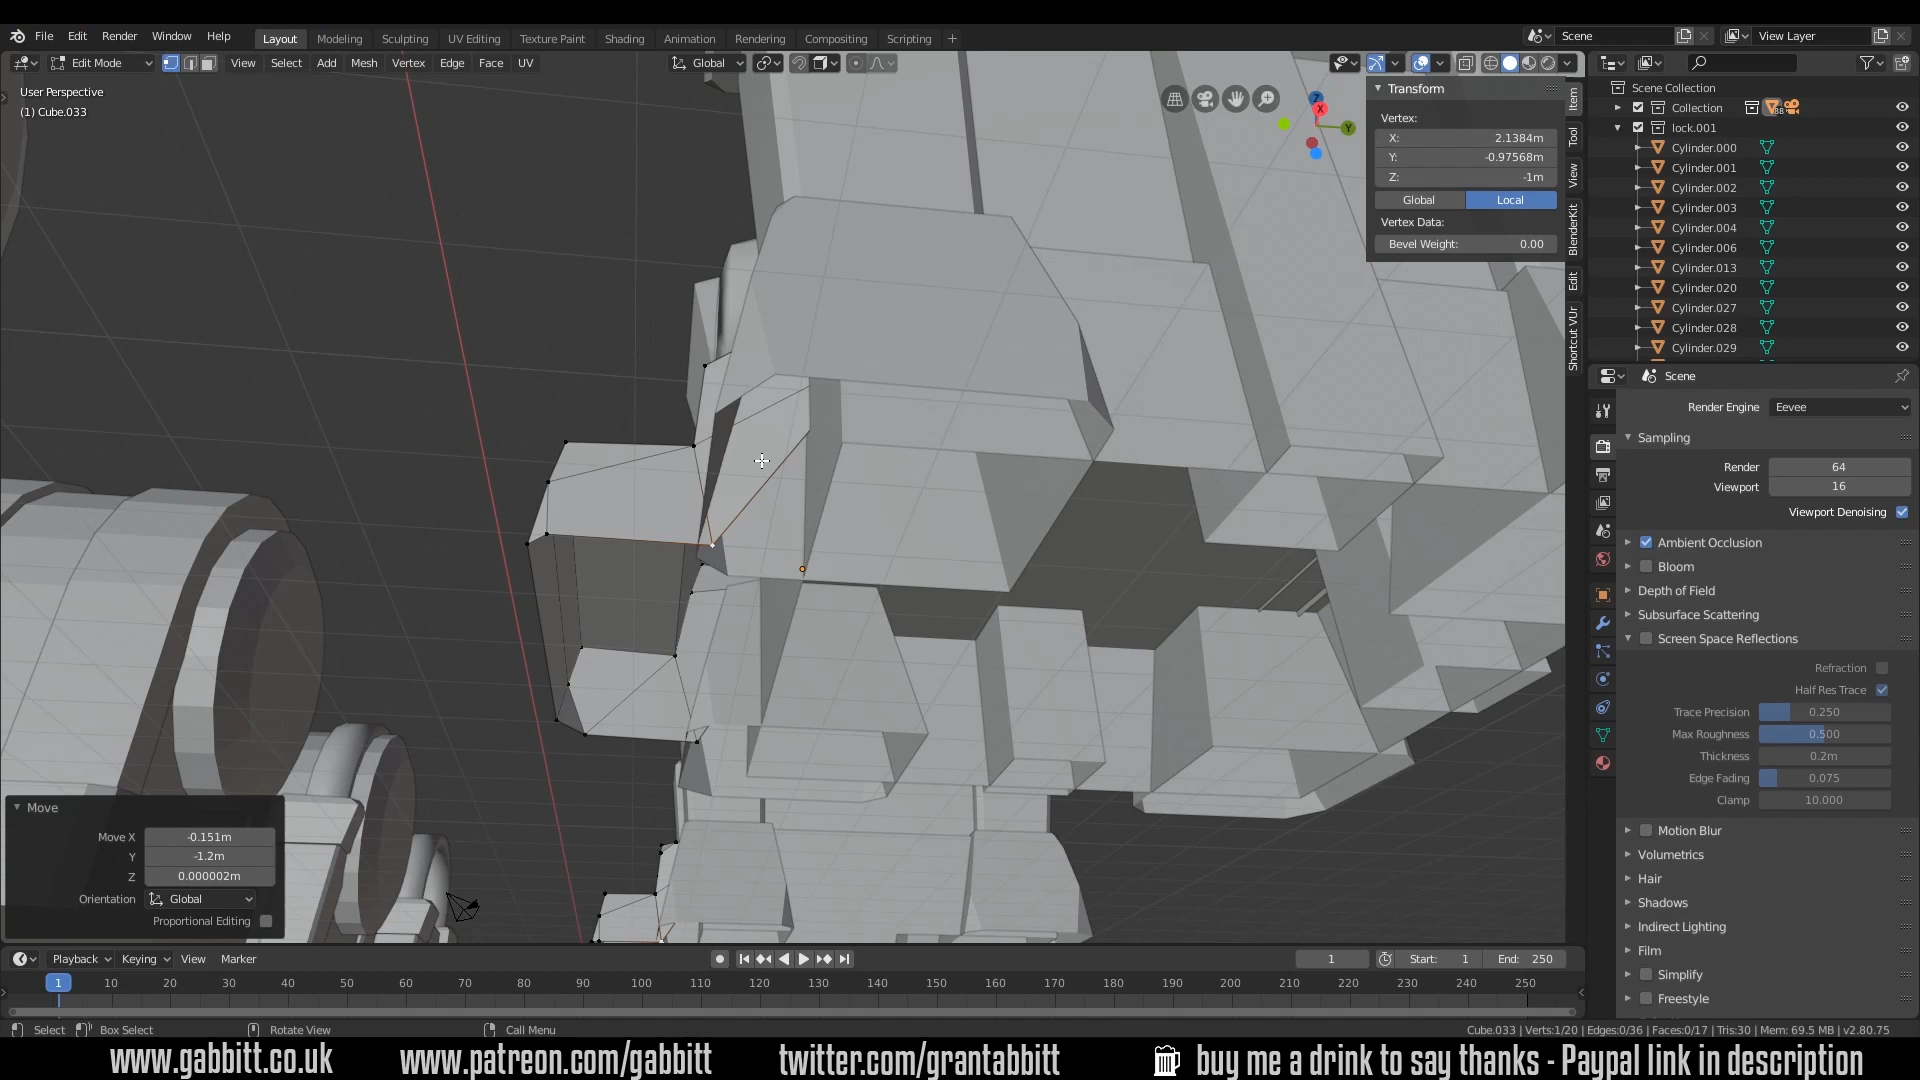 File Edit Render Window Help Layout Modeling Sculpting UV Editing Texture Paint Shading Animation Rendering Compositing Scripting Scene View Layer
Edit Mode View Select Add Mesh Vertex Edge Face UV Global
User Perspective
(1) Cube.033
Transform
Vertex:
X: 2.1384m
Y: -0.97568m
Z: -1m
Global Local
Vertex Data:
Bevel Weight: 0.00
Item
Tool
View
BlenderKit
Edit
Shortcut VUr
Z
X
Y
Scene Collection
Collection
lock.001
Cylinder.000
Cylinder.001
Cylinder.002
Cylinder.003
Cylinder.004
Cylinder.006
Cylinder.013
Cylinder.020
Cylinder.027
Cylinder.028
Cylinder.029
Scene
Render Engine Eevee
Sampling
Render 64
Viewport 16
Viewport Denoising
Ambient Occlusion
Bloom
Depth of Field
Subsurface Scattering
Screen Space Reflections
Refraction
Half Res Trace
Trace Precision 0.250
Max Roughness 0.500
Thickness 0.2m
Edge Fading 0.075
Clamp 10.000
Motion Blur
Volumetrics
Hair
Shadows
Indirect Lighting
Film
Simplify
Freestyle
Move
Move X -0.151m
Y -1.2m
Z 0.000002m
Orientation Global
Proportional Editing
Playback Keying View Marker 1 Start: 1 End: 250
1 10 20 30 40 50 60 70 80 90 100 110 120 130 140 150 160 170 180 190 200 210 220 230 240 250
Select Box Select Rotate View Call Menu Cube.033 | Verts:1/20 | Edges:0/36 | Faces:0/17 | Tris:30 | Mem: 69.5 MB | v2.80.75
www.gabbitt.co.uk www.patreon.com/gabbitt twitter.com/grantabbitt buy me a drink to say thanks - Paypal link in description